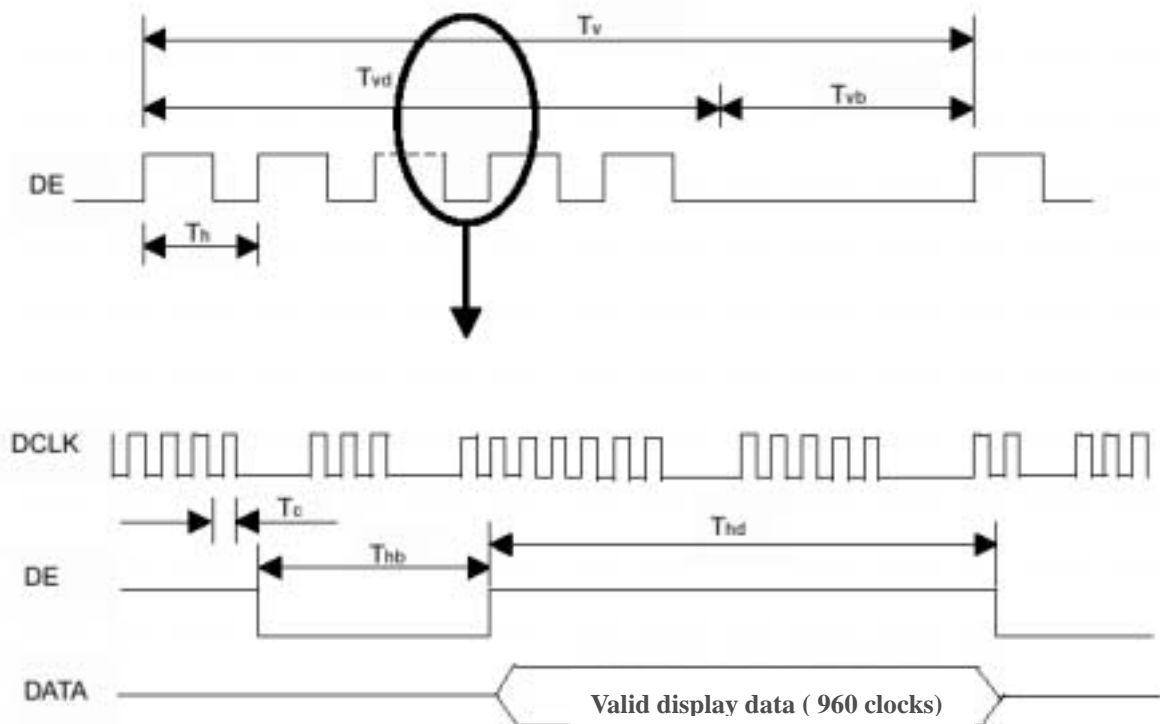 Tv
Tvd
Tvb
DE
Th
DCLK
Tc
Thd
Thb
DE
DATA
Valid display data ( 960 clocks)